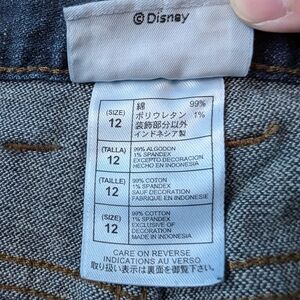 © Disney
(SIZE)
12
綿 99%
ポリウレタン 1%
装飾部分以外
インドネシア製
(TALLA)
12
99% ALGODON
1% SPANDEX
EXCEPTO DECORACION
HECHO EN INDONESIA
(TAILLE)
12
99% COTON
1% SPANDEX
SAUF DECORATION
FABRIQUE EN INDONESIE
(SIZE)
12
99% COTTON
1% SPANDEX
EXCLUSIVE OF
DECORATION
MADE IN INDONESIA
CARE ON REVERSE
INDICATIONS AU VERSO
取り扱い表示は裏面を御覧下さい。